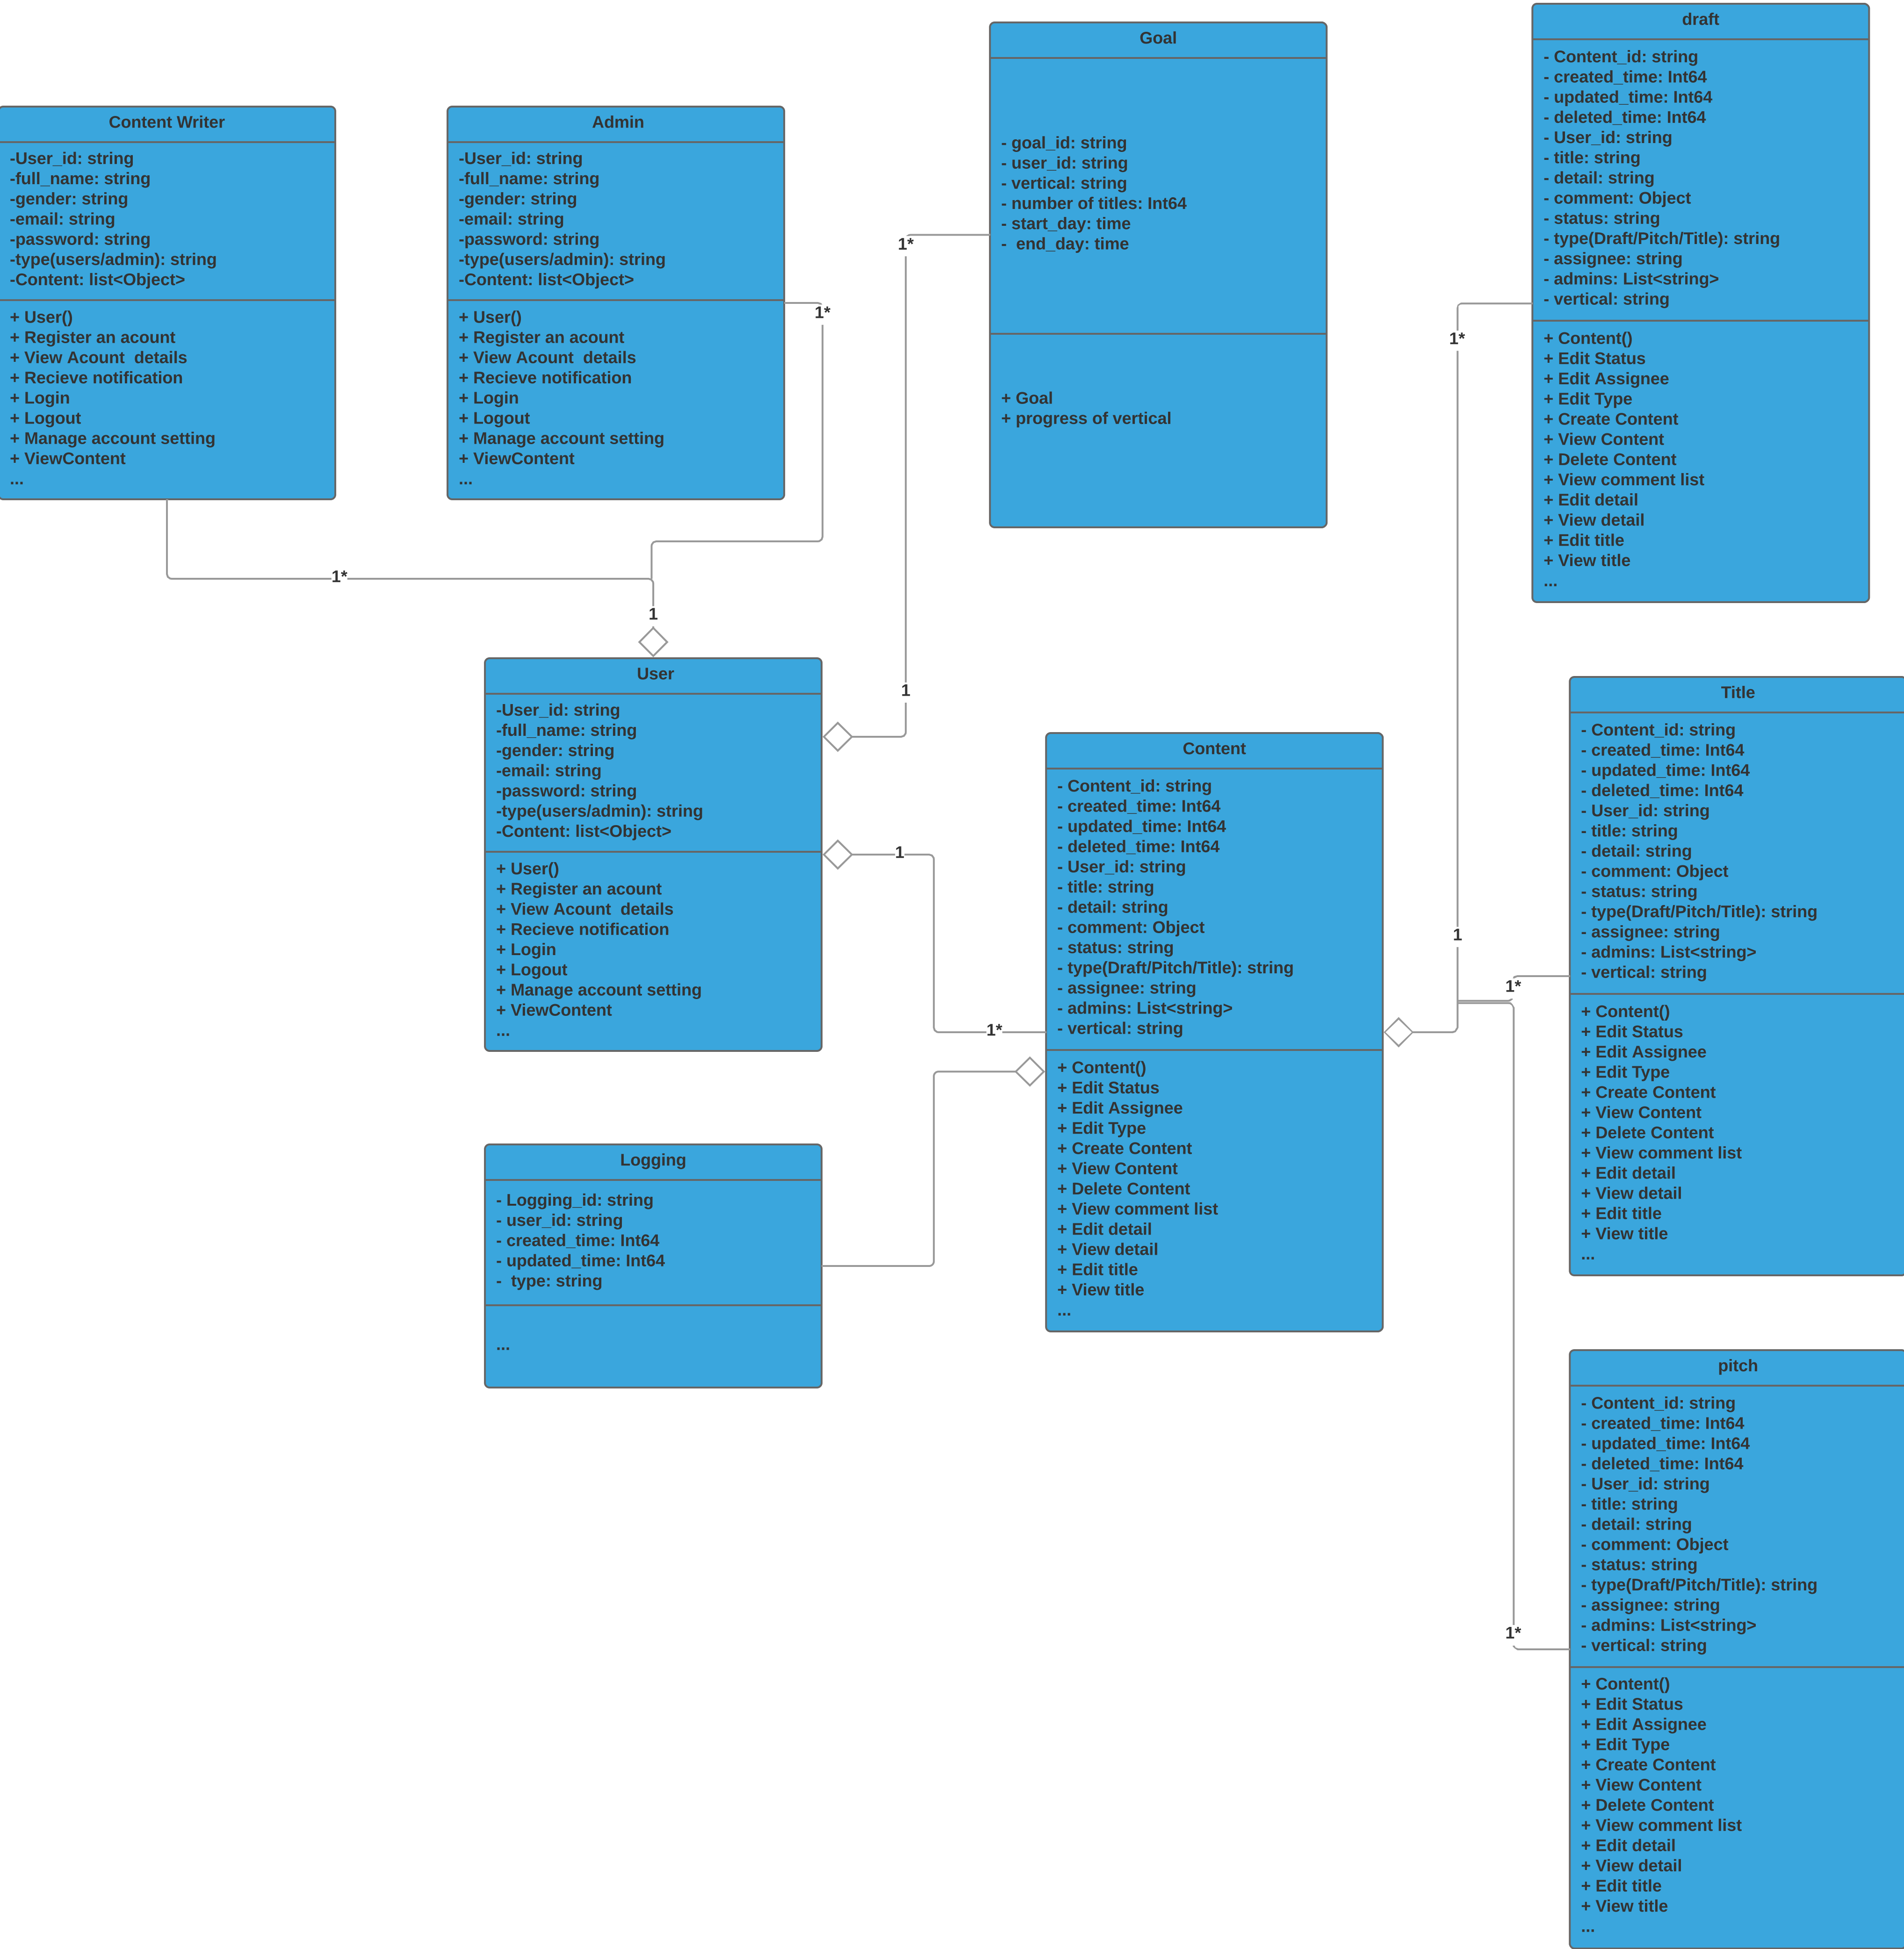 Content Writer
-User_id: string
-full_name: string
-gender: string
-email: string
-password: string
-type(users/admin): string
-Content: list<Object>
+ User()
+ Register an acount
+ View Acount  details
+ Recieve notification
+ Login
+ Logout
+ Manage account setting
+ ViewContent
...
Admin
-User_id: string
-full_name: string
-gender: string
-email: string
-password: string
-type(users/admin): string
-Content: list<Object>
+ User()
+ Register an acount
+ View Acount  details
+ Recieve notification
+ Login
+ Logout
+ Manage account setting
+ ViewContent
...
1*
1*
1
Goal
- goal_id: string
- user_id: string
- vertical: string
- number of titles: Int64
- start_day: time
-  end_day: time
+ Goal
+ progress of vertical
1*
1
draft
- Content_id: string
- created_time: Int64
- updated_time: Int64
- deleted_time: Int64
- User_id: string
- title: string
- detail: string
- comment: Object
- status: string
- type(Draft/Pitch/Title): string
- assignee: string
- admins: List<string>
- vertical: string
+ Content()
+ Edit Status
+ Edit Assignee
+ Edit Type
+ Create Content
+ View Content
+ Delete Content
+ View comment list
+ Edit detail
+ View detail
+ Edit title
+ View title
...
1*
1
User
-User_id: string
-full_name: string
-gender: string
-email: string
-password: string
-type(users/admin): string
-Content: list<Object>
+ User()
+ Register an acount
+ View Acount  details
+ Recieve notification
+ Login
+ Logout
+ Manage account setting
+ ViewContent
...
1
1*
Content
- Content_id: string
- created_time: Int64
- updated_time: Int64
- deleted_time: Int64
- User_id: string
- title: string
- detail: string
- comment: Object
- status: string
- type(Draft/Pitch/Title): string
- assignee: string
- admins: List<string>
- vertical: string
+ Content()
+ Edit Status
+ Edit Assignee
+ Edit Type
+ Create Content
+ View Content
+ Delete Content
+ View comment list
+ Edit detail
+ View detail
+ Edit title
+ View title
...
Title
- Content_id: string
- created_time: Int64
- updated_time: Int64
- deleted_time: Int64
- User_id: string
- title: string
- detail: string
- comment: Object
- status: string
- type(Draft/Pitch/Title): string
- assignee: string
- admins: List<string>
- vertical: string
+ Content()
+ Edit Status
+ Edit Assignee
+ Edit Type
+ Create Content
+ View Content
+ Delete Content
+ View comment list
+ Edit detail
+ View detail
+ Edit title
+ View title
...
1*
Logging
- Logging_id: string
- user_id: string
- created_time: Int64
- updated_time: Int64
-  type: string
...
pitch
- Content_id: string
- created_time: Int64
- updated_time: Int64
- deleted_time: Int64
- User_id: string
- title: string
- detail: string
- comment: Object
- status: string
- type(Draft/Pitch/Title): string
- assignee: string
- admins: List<string>
- vertical: string
+ Content()
+ Edit Status
+ Edit Assignee
+ Edit Type
+ Create Content
+ View Content
+ Delete Content
+ View comment list
+ Edit detail
+ View detail
+ Edit title
+ View title
...
1*